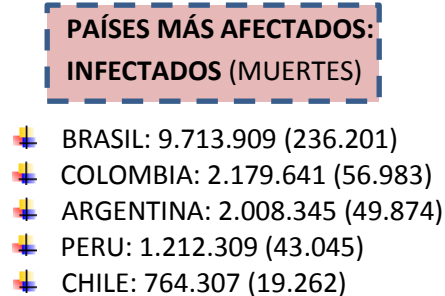 PAÍSES MÁS AFECTADOS:
INFECTADOS (MUERTES)
BRASIL: 9.713.909 (236.201)
COLOMBIA: 2.179.641 (56.983)
ARGENTINA: 2.008.345 (49.874)
PERU: 1.212.309 (43.045)
CHILE: 764.307 (19.262)